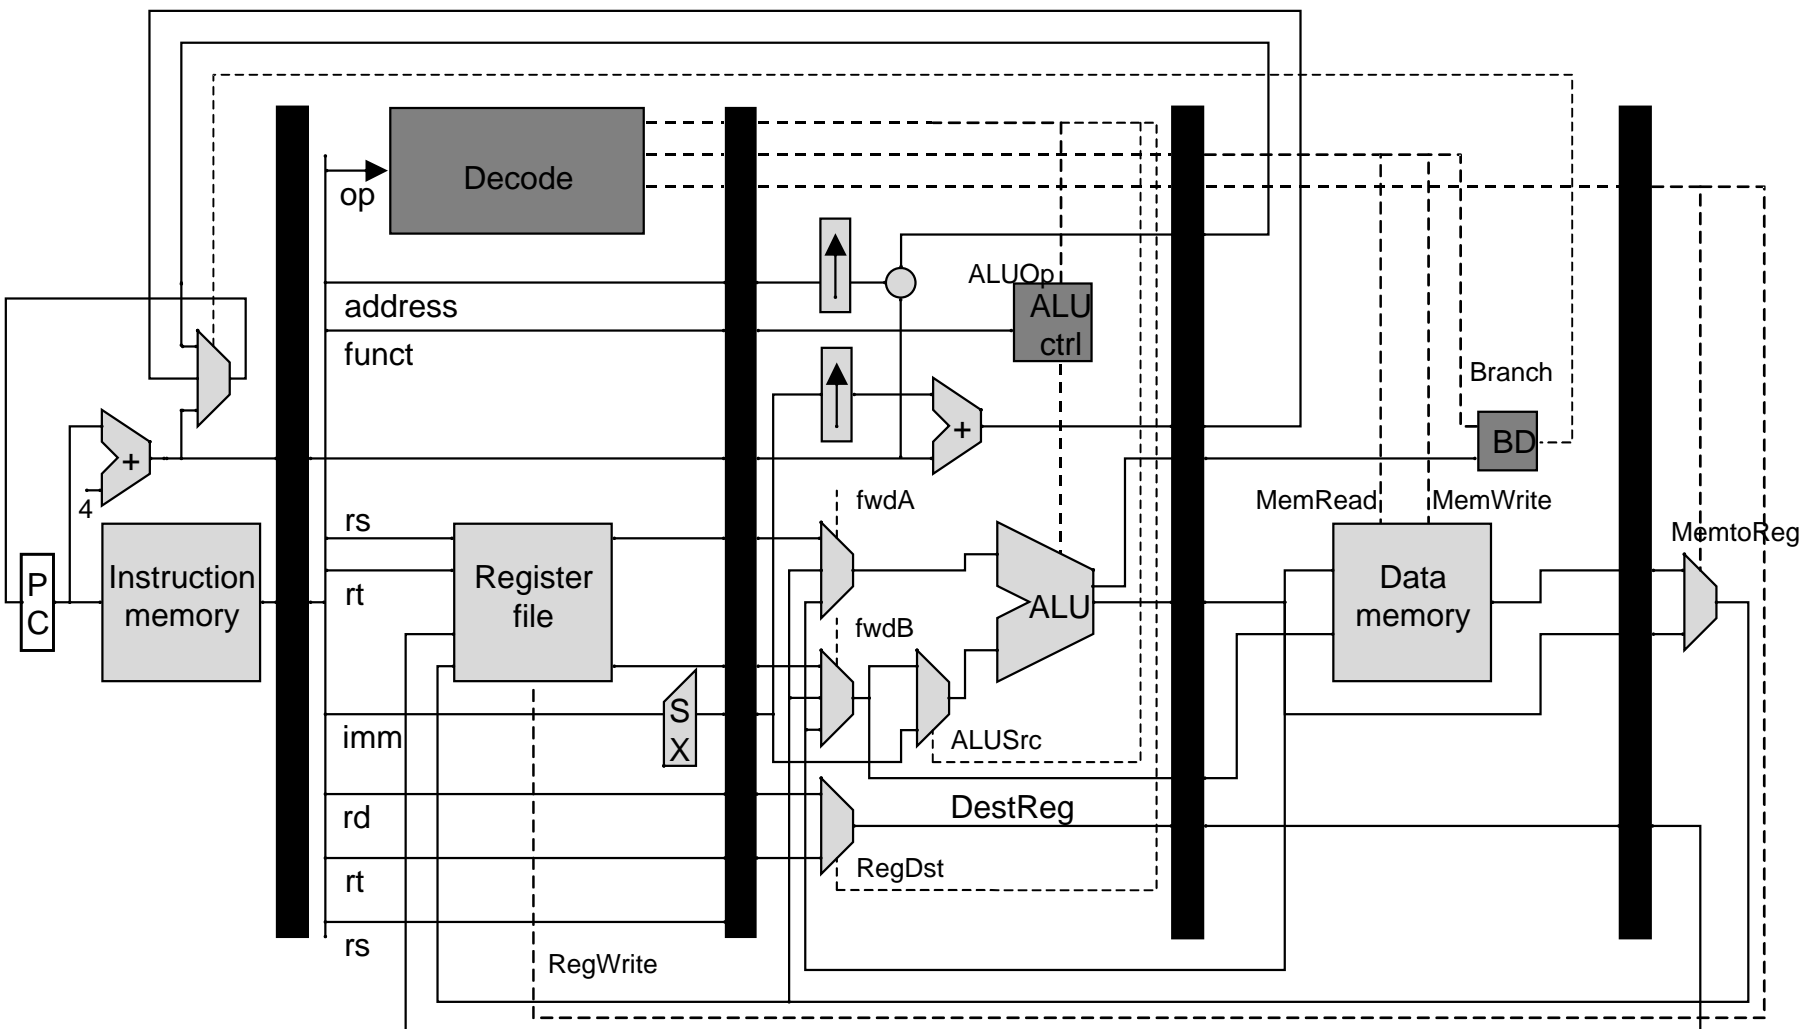 Decode
op
address
funct
ALUOp
ALU
ctrl
Branch
BD
+
+
4
fwdA
MemRead
MemWrite
MemtoReg
rs
rt
P
C
Instruction
memory
Register
file
ALU
Data
memory
fwdB
S
X
imm
ALUSrc
DestReg
rd
RegDst
rt
rs
RegWrite